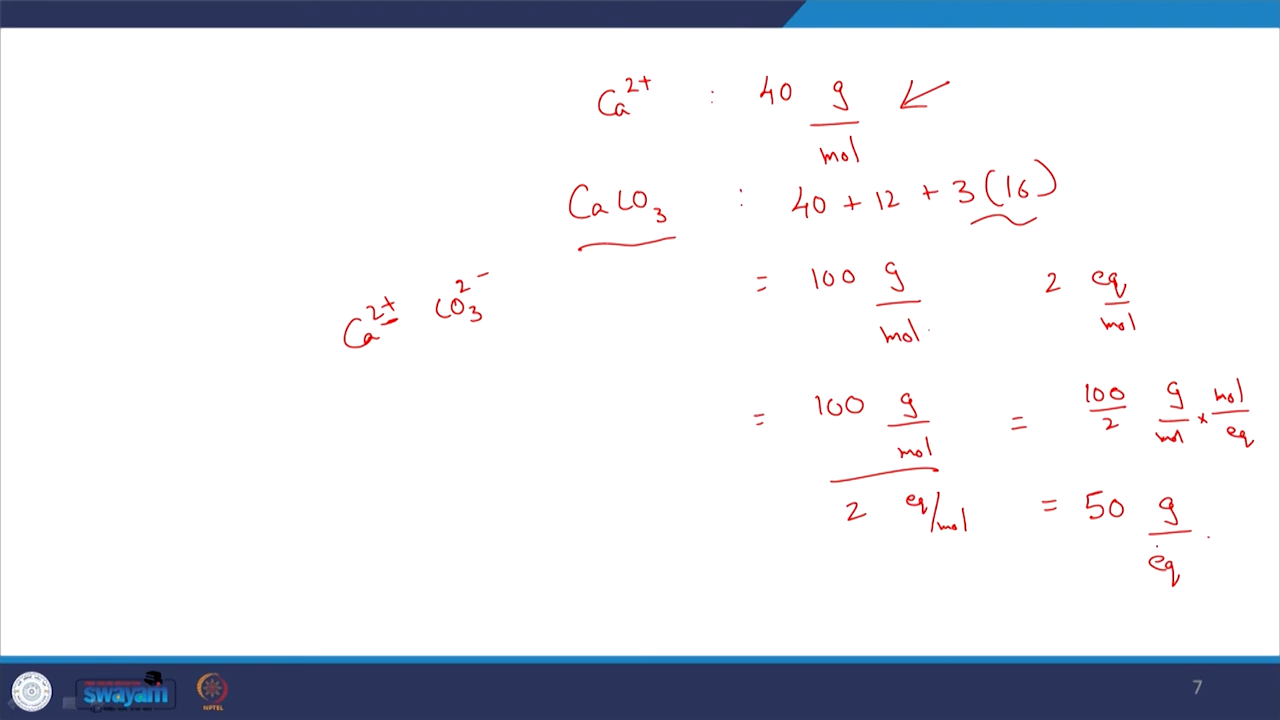 Ca²⁺ : 40 g/mol
CaCO₃ : 40 + 12 + 3(16)
= 100 g/mol 2 eq/mol
Ca²⁺ CO₃²⁻
= 100 g/mol / 2 eq/mol = 100/2 g/mol × mol/eq
= 50 g/eq
swayam
NPTEL
7